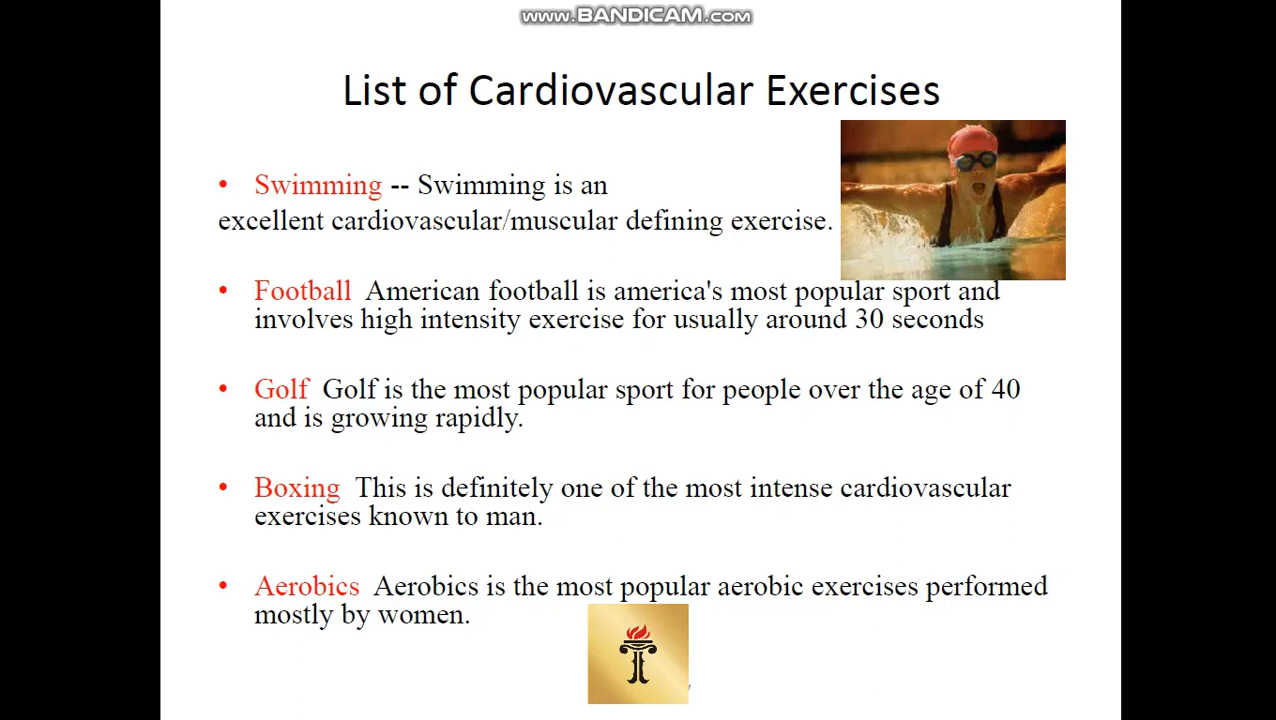 www.BANDICAM.com
List of Cardiovascular Exercises
• Swimming -- Swimming is an
excellent cardiovascular/muscular defining exercise.
• Football American football is america's most popular sport and
involves high intensity exercise for usually around 30 seconds
• Golf Golf is the most popular sport for people over the age of 40
and is growing rapidly.
• Boxing This is definitely one of the most intense cardiovascular
exercises known to man.
• Aerobics Aerobics is the most popular aerobic exercises performed
mostly by women.